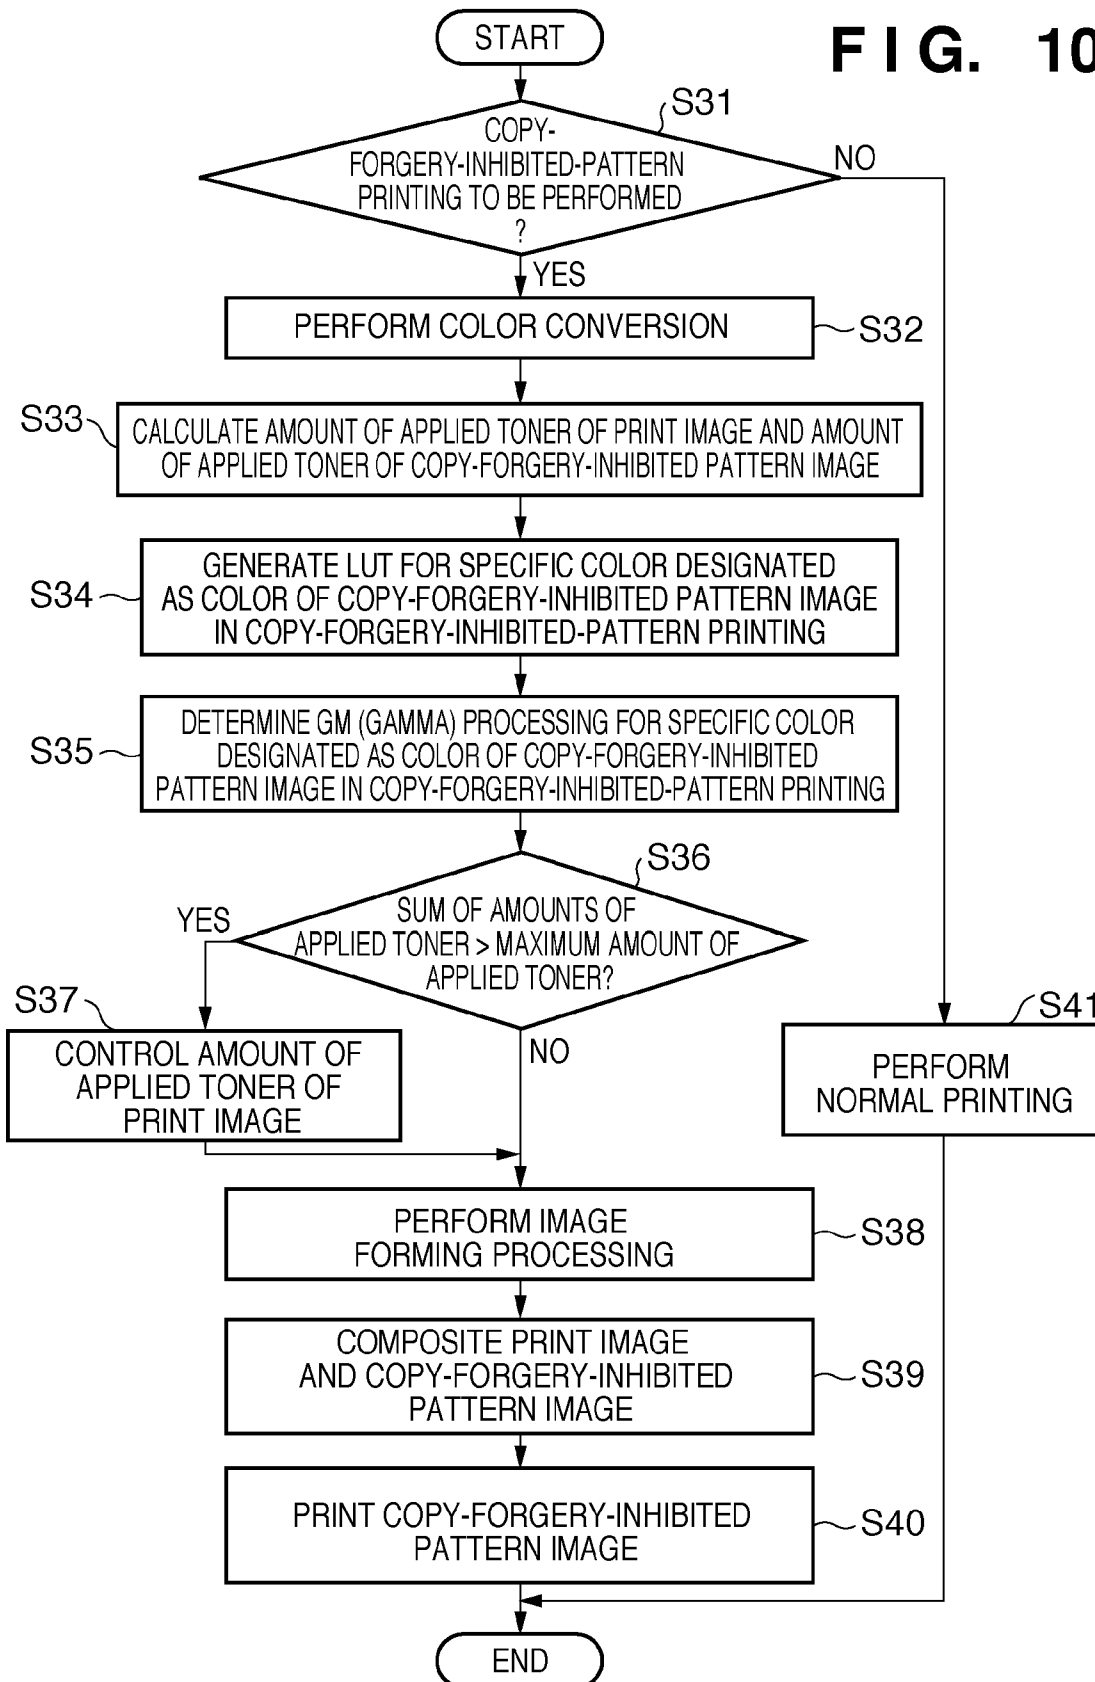 START
FIG. 10
S31
COPY-
FORGERY-INHIBITED-PATTERN
PRINTING TO BE PERFORMED
?
NO
YES
PERFORM COLOR CONVERSION
S32
S33
CALCULATE AMOUNT OF APPLIED TONER OF PRINT IMAGE AND AMOUNT
OF APPLIED TONER OF COPY-FORGERY-INHIBITED PATTERN IMAGE
S34
GENERATE LUT FOR SPECIFIC COLOR DESIGNATED
AS COLOR OF COPY-FORGERY-INHIBITED PATTERN IMAGE
IN COPY-FORGERY-INHIBITED-PATTERN PRINTING
S35
DETERMINE GM (GAMMA) PROCESSING FOR SPECIFIC COLOR
DESIGNATED AS COLOR OF COPY-FORGERY-INHIBITED
PATTERN IMAGE IN COPY-FORGERY-INHIBITED-PATTERN PRINTING
S36
SUM OF AMOUNTS OF
APPLIED TONER > MAXIMUM AMOUNT OF
APPLIED TONER?
YES
NO
S37
CONTROL AMOUNT OF
APPLIED TONER OF
PRINT IMAGE
S41
PERFORM
NORMAL PRINTING
PERFORM IMAGE
FORMING PROCESSING
S38
COMPOSITE PRINT IMAGE
AND COPY-FORGERY-INHIBITED
PATTERN IMAGE
S39
PRINT COPY-FORGERY-INHIBITED
PATTERN IMAGE
S40
END